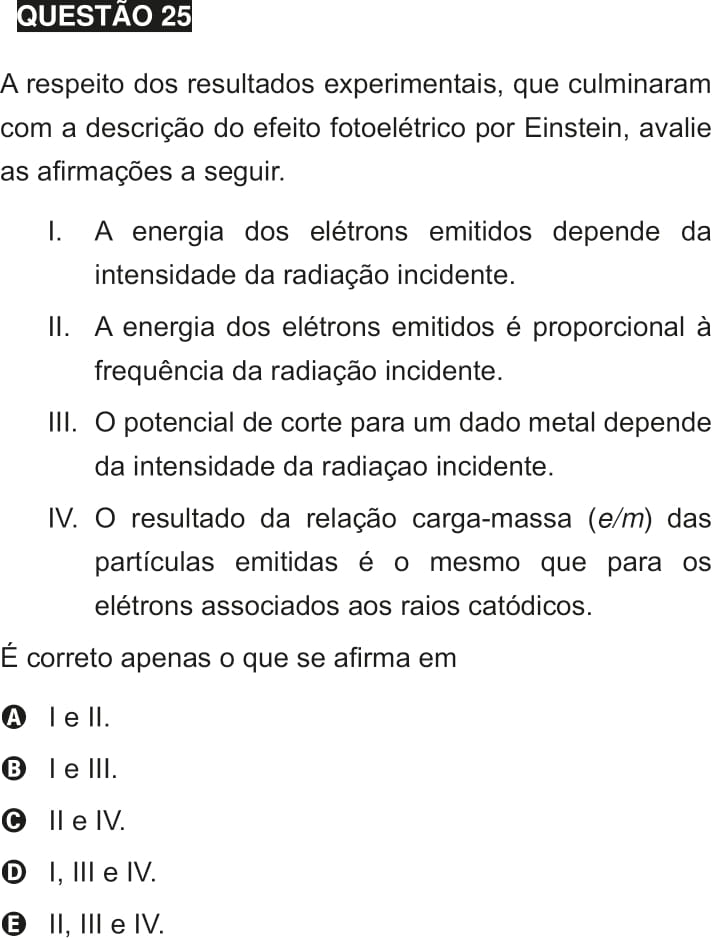 QUESTÃO 25
A respeito dos resultados experimentais, que culminaram
com a descrição do efeito fotoelétrico por Einstein, avalie
as afirmações a seguir.
I. A energia dos elétrons emitidos depende da
intensidade da radiação incidente.
II. A energia dos elétrons emitidos é proporcional à
frequência da radiação incidente.
III. O potencial de corte para um dado metal depende
da intensidade da radiaçao incidente.
IV. O resultado da relação carga-massa (e/m) das
partículas emitidas é o mesmo que para os
elétrons associados aos raios catódicos.
É correto apenas o que se afirma em
A I e II.
B I e III.
C II e IV.
D I, III e IV.
E II, III e IV.